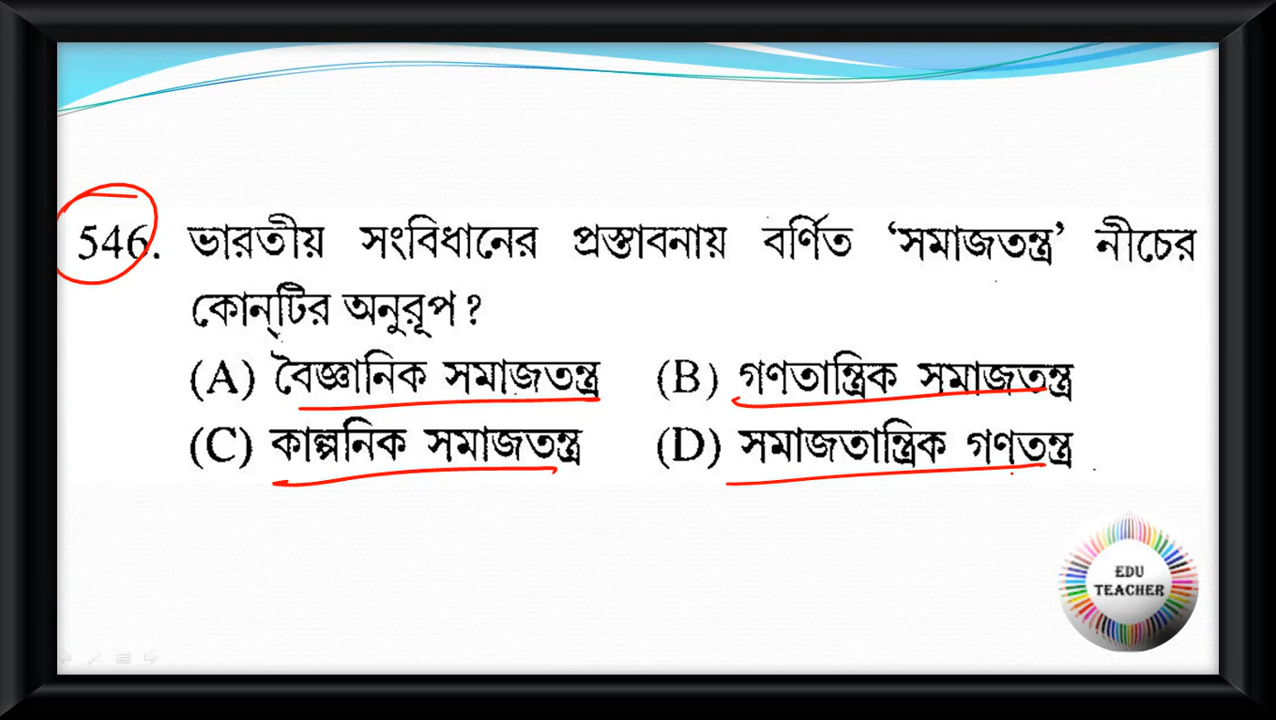 546. ভারতীয় সংবিধানের প্রস্তাবনায় বর্ণিত ‘সমাজতন্ত্র’ নীচের
কোন্‌টির অনুরূপ ?
(A) বৈজ্ঞানিক সমাজতন্ত্র (B) গণতান্ত্রিক সমাজতন্ত্র
(C) কাল্পনিক সমাজতন্ত্র (D) সমাজতান্ত্রিক গণতন্ত্র
EDU
TEACHER